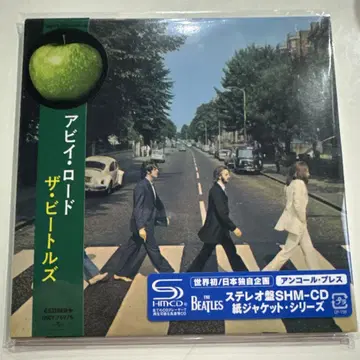 アビイ・ロード
ザ・ビートルズ
世界初/日本独自企画
アンコール・プレス
SHM-CD
THE
BEATLES
ステレオ盤SHM-CD
紙ジャケット・シリーズ